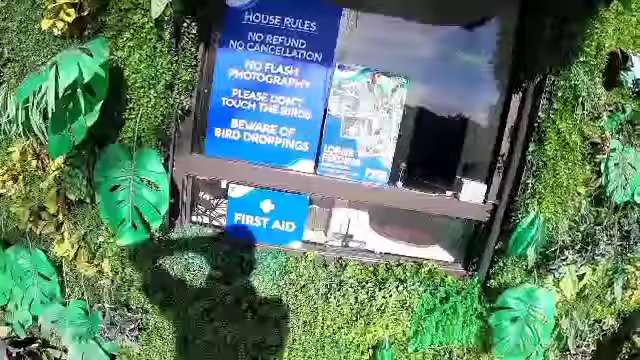 HOUSE RULES
NO REFUND
NO CANCELLATION
NO FLASH
PHOTOGRAPHY
PLEASE DON'T
TOUCH THE BIRDS
BEWARE OF
BIRD DROPPINGS
FIRST AID